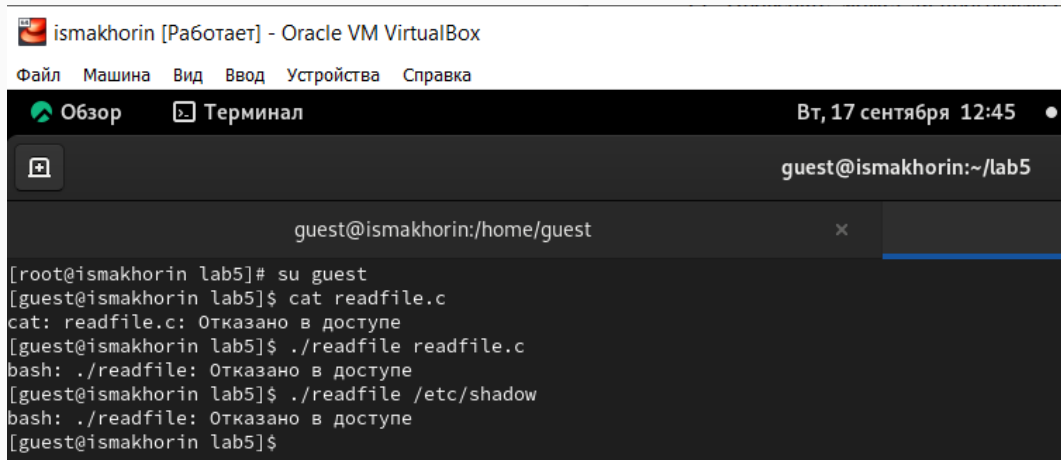 ismakhorin [Работает] - Oracle VM VirtualBox
Файл Машина Вид Ввод Устройства Справка
Обзор Терминал Вт, 17 сентября 12:45
guest@ismakhorin:~/lab5
guest@ismakhorin:/home/guest ×
[root@ismakhorin lab5]# su guest
[guest@ismakhorin lab5]$ cat readfile.c
cat: readfile.c: Отказано в доступе
[guest@ismakhorin lab5]$ ./readfile readfile.c
bash: ./readfile: Отказано в доступе
[guest@ismakhorin lab5]$ ./readfile /etc/shadow
bash: ./readfile: Отказано в доступе
[guest@ismakhorin lab5]$